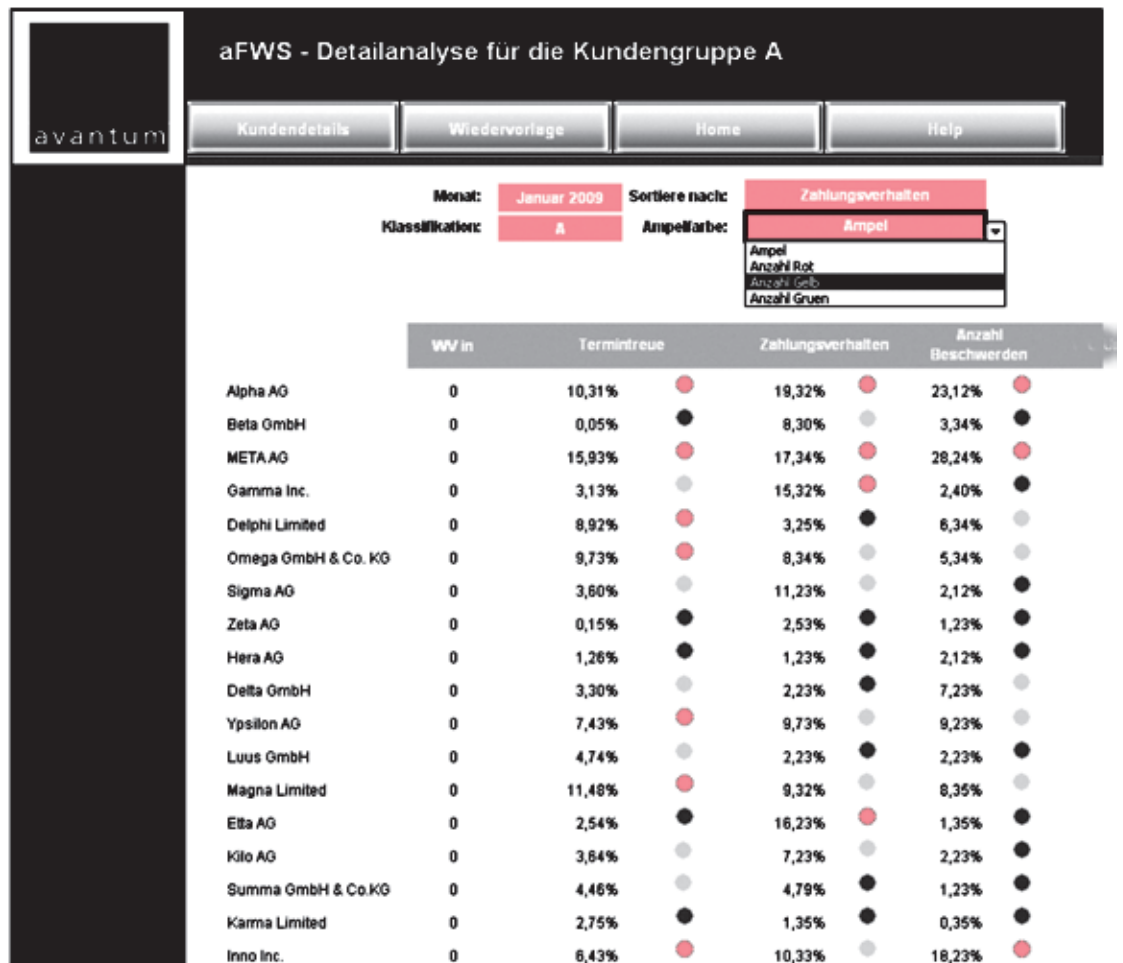 aFWS - Detailanalyse für die Kundengruppe A
avantum
Kundendetails Wiedervorlage Home Help
Monat: Januar 2009 Sortiere nach: Zahlungsverhalten
Klassifikation: A Ampelfarbe: Ampel
Ampel
Anzahl Rot
Anzahl Gelb
Anzahl Gruen
WV in Termintreue Zahlungsverhalten Anzahl Beschwerden
Alpha AG 0 10,31% 19,32% 23,12%
Beta GmbH 0 0,05% 8,30% 3,34%
META AG 0 15,93% 17,34% 28,24%
Gamma Inc. 0 3,13% 15,32% 2,40%
Delphi Limited 0 8,92% 3,25% 6,34%
Omega GmbH & Co. KG 0 9,73% 8,34% 5,34%
Sigma AG 0 3,60% 11,23% 2,12%
Zeta AG 0 0,15% 2,53% 1,23%
Hera AG 0 1,26% 1,23% 2,12%
Delta GmbH 0 3,30% 2,23% 7,23%
Ypsilon AG 0 7,43% 9,73% 9,23%
Luus GmbH 0 4,74% 2,23% 2,23%
Magna Limited 0 11,48% 9,32% 8,35%
Etta AG 0 2,54% 16,23% 1,35%
Kilo AG 0 3,64% 7,23% 2,23%
Summa GmbH & Co.KG 0 4,46% 4,79% 1,23%
Karma Limited 0 2,75% 1,35% 0,35%
Inno Inc. 0 6,43% 10,33% 18,23%